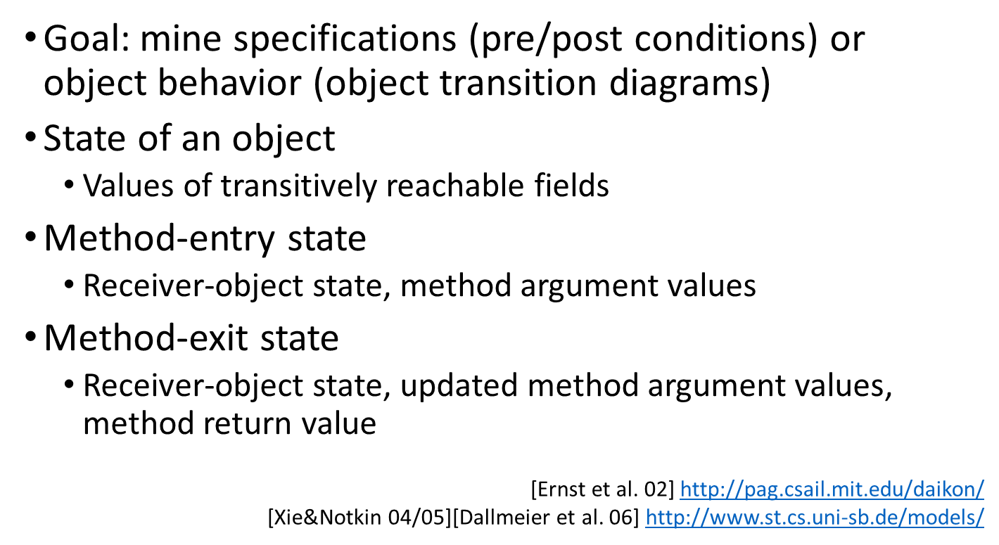 • Goal: mine specifications (pre/post conditions) or
object behavior (object transition diagrams)
• State of an object
• Values of transitively reachable fields
• Method-entry state
• Receiver-object state, method argument values
• Method-exit state
• Receiver-object state, updated method argument values,
method return value
[Ernst et al. 02] http://pag.csail.mit.edu/daikon/
[Xie&Notkin 04/05][Dallmeier et al. 06] http://www.st.cs.uni-sb.de/models/